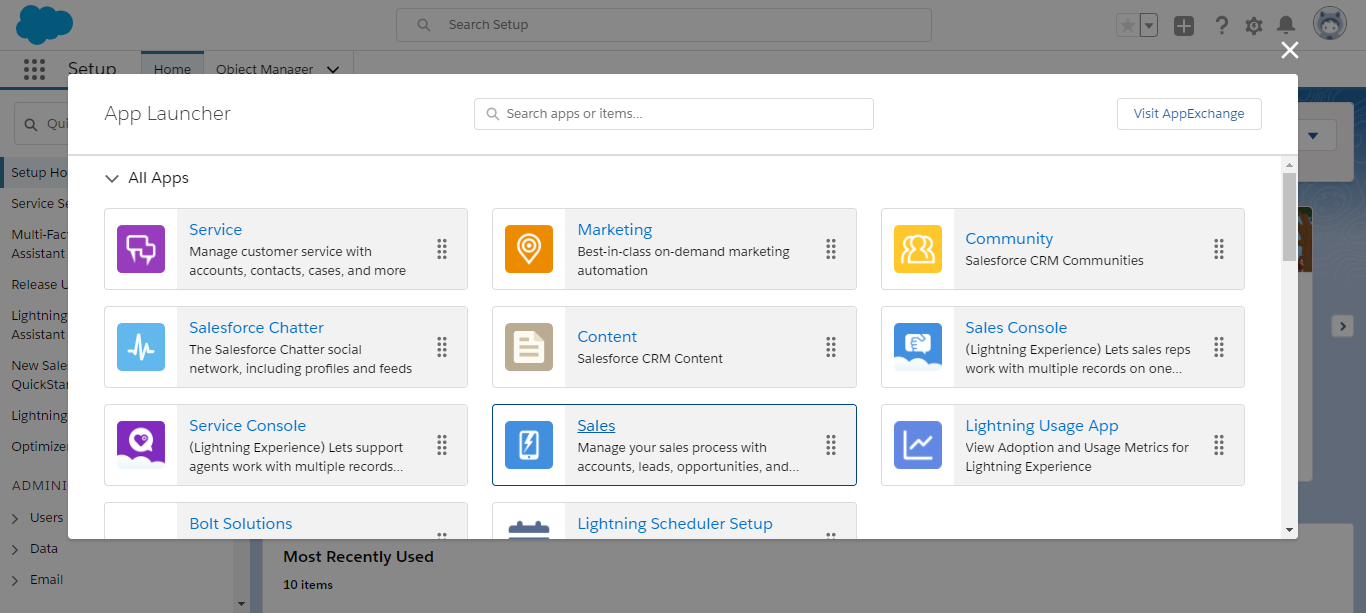 Search Setup
Setup
Home
Object Manager
App Launcher
Search apps or items...
Visit AppExchange
All Apps
Service
Manage customer service with
accounts, contacts, cases, and more
Marketing
Best-in-class on-demand marketing
automation
Community
Salesforce CRM Communities
Salesforce Chatter
The Salesforce Chatter social
network, including profiles and feeds
Content
Salesforce CRM Content
Sales Console
(Lightning Experience) Lets sales reps
work with multiple records on one...
Service Console
(Lightning Experience) Lets support
agents work with multiple records...
Sales
Manage your sales process with
accounts, leads, opportunities, and...
Lightning Usage App
View Adoption and Usage Metrics for
Lightning Experience
Bolt Solutions
Lightning Scheduler Setup
Qui
Setup Ho
Service Se
Multi-Fac
Assistant
Release U
Lightning
Assistant
New Sale
QuickStar
Lightning
Optimize
ADMINI
Users
Data
Email
Most Recently Used
10 items